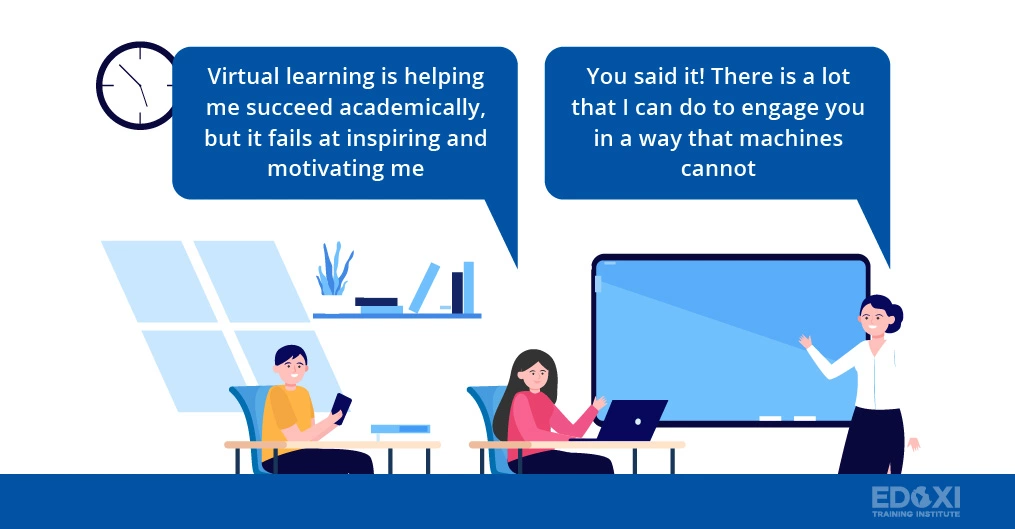 Virtual learning is helping
me succeed academically,
but it fails at inspiring and
motivating me
You said it! There is a lot
that I can do to engage you
in a way that machines
cannot
EDOXI
TRAINING INSTITUTE